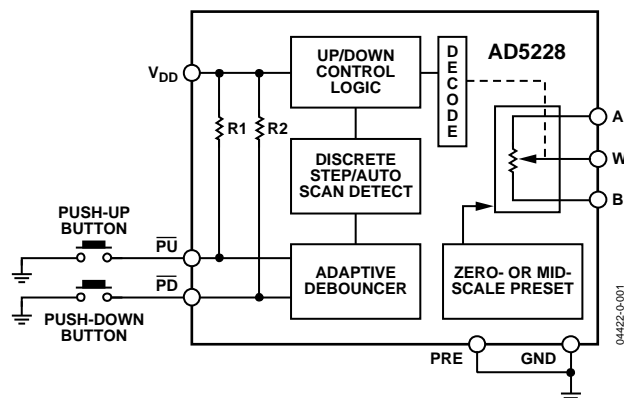 UP/DOWN
CONTROL
LOGIC
DECODE
AD5228
VDD
R1
R2
A
W
B
DISCRETE
STEP/AUTO
SCAN DETECT
PUSH-UP
BUTTON
PU
PD
PUSH-DOWN
BUTTON
ADAPTIVE
DEBOUNCER
ZERO- OR MID-
SCALE PRESET
PRE
GND
04422-0-001